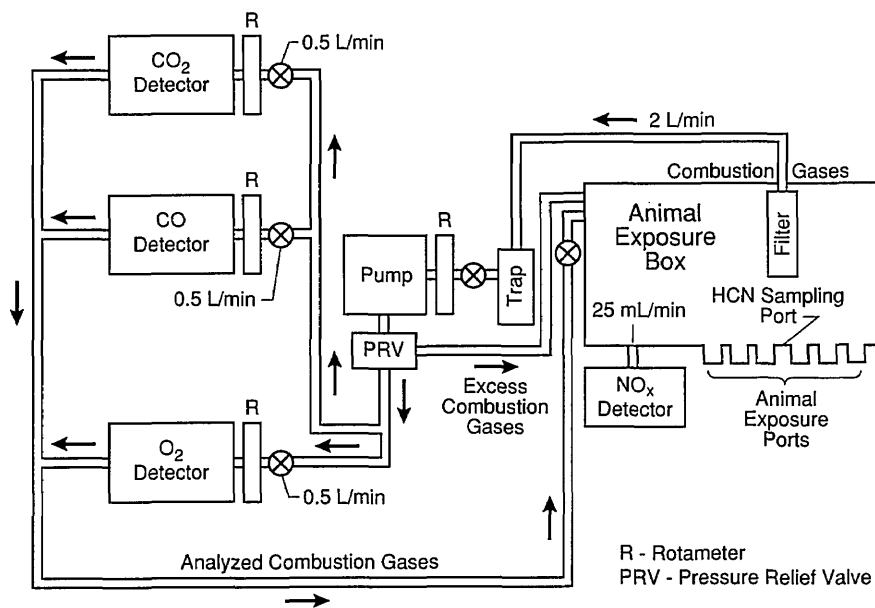 R
0.5 L/min
CO2
Detector
2 L/min
Combustion Gases
R
CO
Detector
0.5 L/min
R
Pump
Trap
Animal
Exposure
Box
Filter
HCN Sampling
Port
25 mL/min
PRV
Excess
Combustion
Gases
NOx
Detector
Animal
Exposure
Ports
R
O2
Detector
0.5 L/min
Analyzed Combustion Gases
R - Rotameter
PRV - Pressure Relief Valve